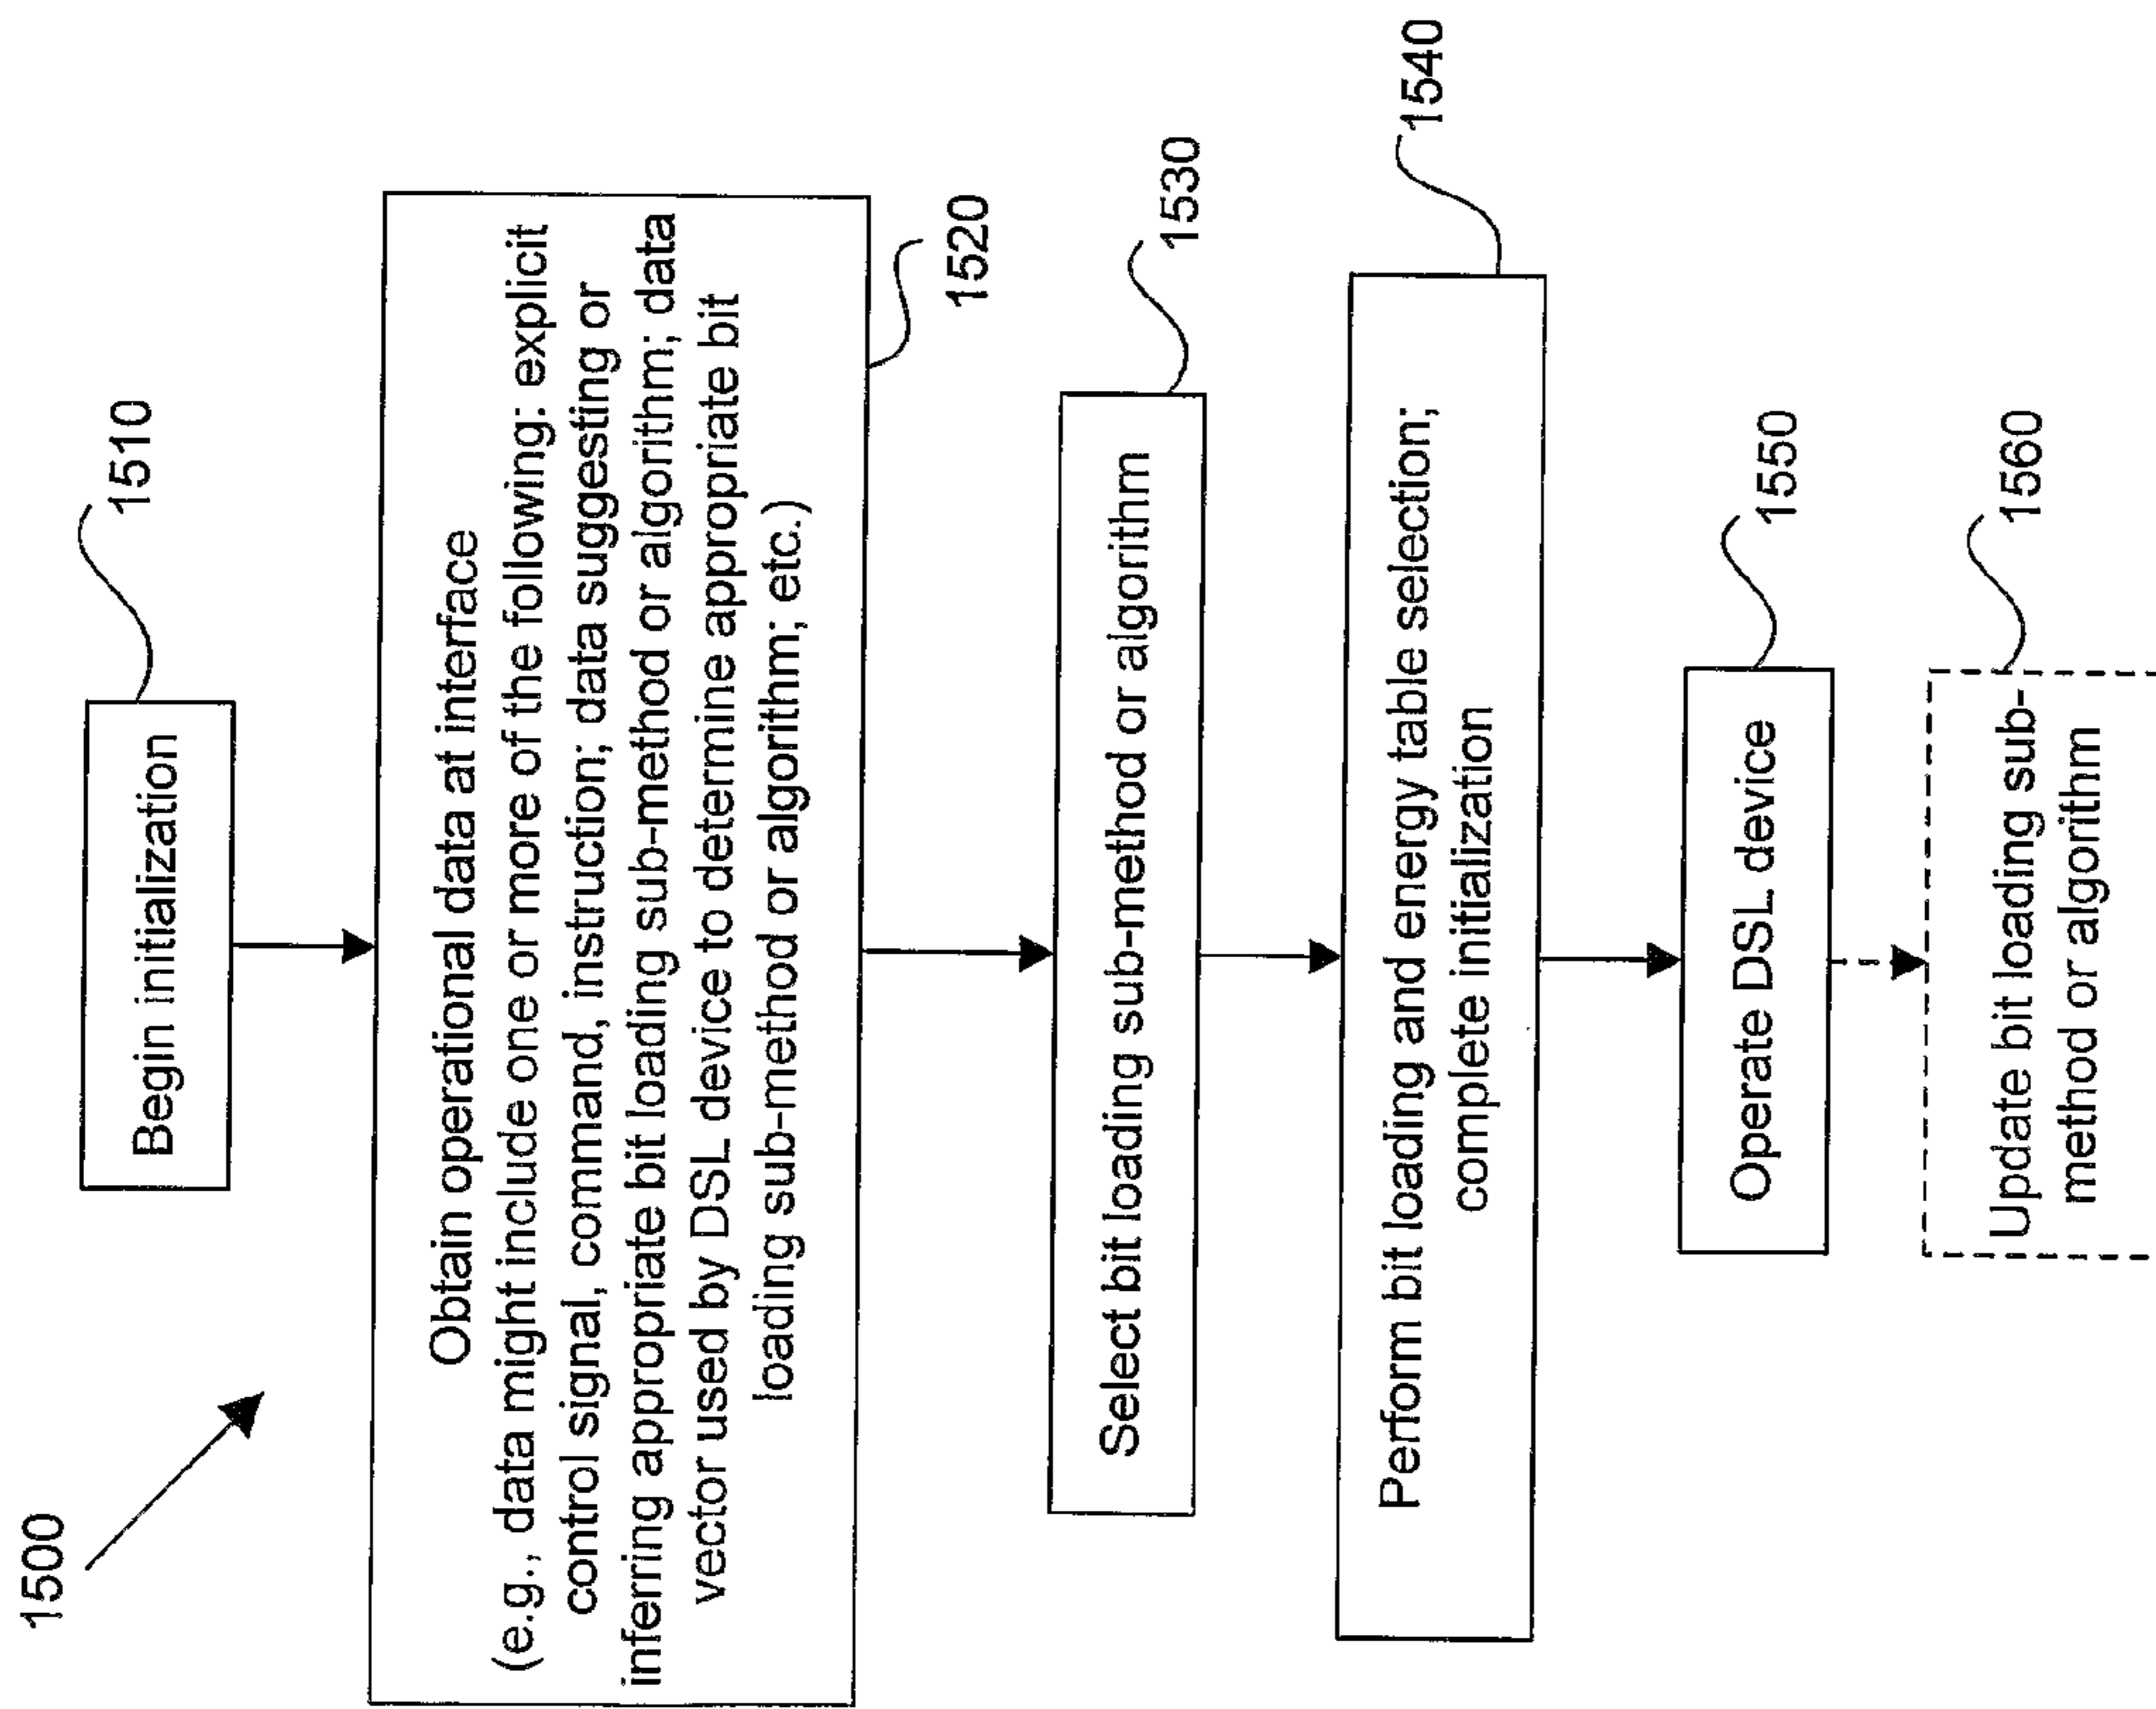 1500
Begin initialization
1510
Obtain operational data at interface
(e.g., data might include one or more of the following: explicit
control signal, command, instruction; data suggesting or
inferring appropriate bit loading sub-method or algorithm; data
vector used by DSL device to determine appropriate bit
loading sub-method or algorithm; etc.)
1520
Select bit loading sub-method or algorithm
1530
Perform bit loading and energy table selection;
complete initialization
1540
Operate DSL device
1550
Update bit loading sub-
method or algorithm
1560